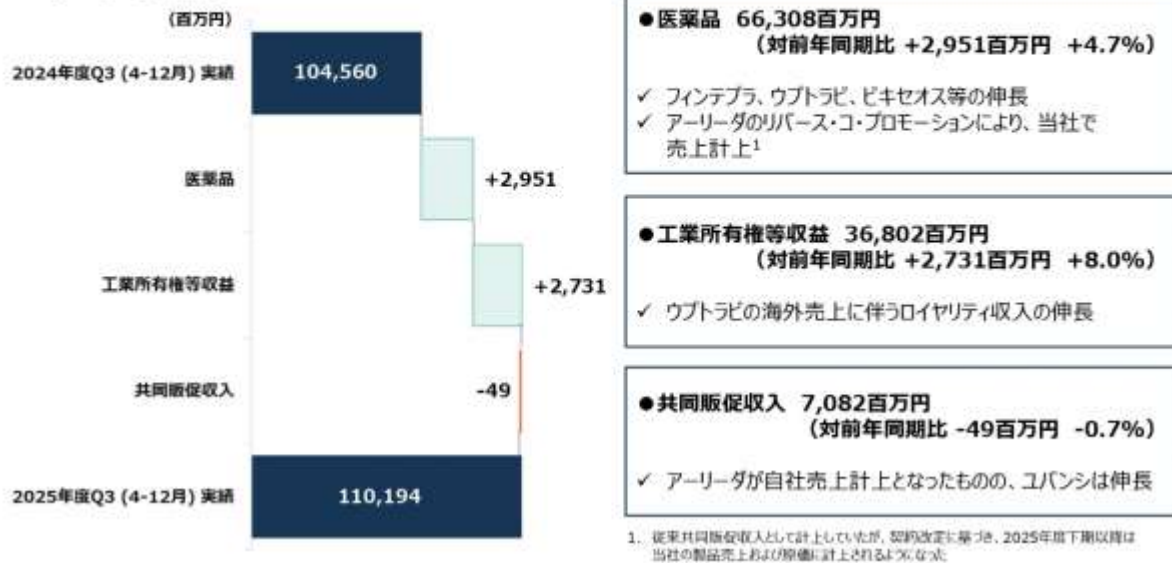 (百万円)
2024年度Q3 (4-12月) 実績
104,560
医薬品
+2,951
工業所有権等収益
+2,731
共同販促収入
-49
2025年度Q3 (4-12月) 実績
110,194
●医薬品 66,308百万円
(対前年同期比 +2,951百万円 +4.7%)
✓ フィンテプラ、ウプトラビ、ビキセオス等の伸長
✓ アーリーダのリバース・コ・プロモーションにより、当社で
売上計上1
●工業所有権等収益 36,802百万円
(対前年同期比 +2,731百万円 +8.0%)
✓ ウプトラビの海外売上に伴うロイヤリティ収入の伸長
●共同販促収入 7,082百万円
(対前年同期比 -49百万円 -0.7%)
✓ アーリーダが自社売上計上となったものの、ユバンシは伸長
1. 従来共同販促収入として計上していたが、契約改定に基づき、2025年度下期以降は
当社の製品売上および原価に計上されるようになった